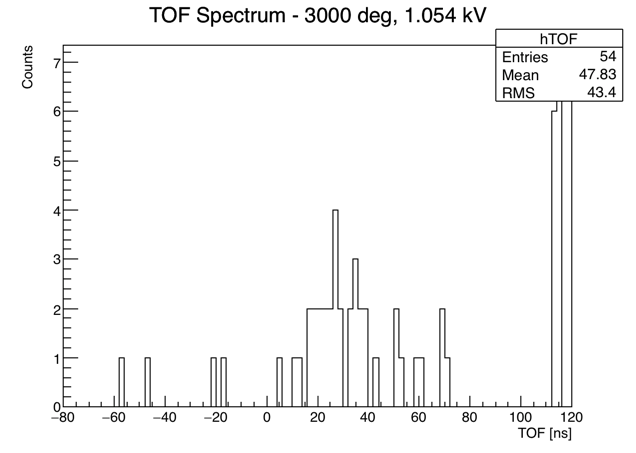 TOF Spectrum - 3000 deg, 1.054 kV
hTOF
Entries 54
Mean 47.83
RMS 43.4
Counts
7
6
5
4
3
2
1
0
−80 −60 −40 −20 0 20 40 60 80 100 120
TOF [ns]